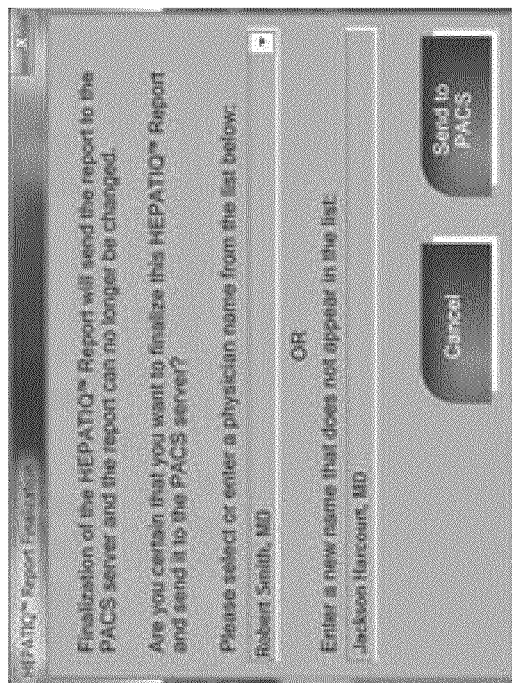 HEPATIQ™ Report
X
Finalization of the HEPATIQ™ Report will send the report to the
PACS server and the report can no longer be changed.
Are you certain that you want to finalize this HEPATIQ™ Report
and send it to the PACS server?
Please select or enter a physician name from the list below:
Robert Smith, MD
OR
Enter a new name that does not appear in the list:
Jackson Harcourt, MD
Cancel
Send to
PACS